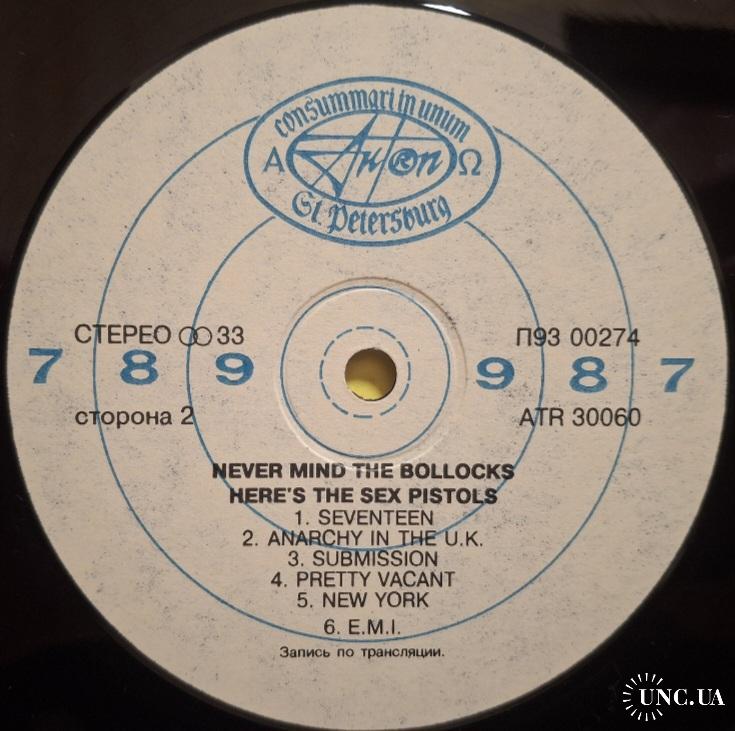 consummari in unum
Α АнТроп Ω
St. Petersburg
СТЕРЕО 33
П93 00274
7 8 9 9 8 7
сторона 2
ATR 30060
NEVER MIND THE BOLLOCKS
HERE'S THE SEX PISTOLS
1. SEVENTEEN
2. ANARCHY IN THE U.K.
3. SUBMISSION
4. PRETTY VACANT
5. NEW YORK
6. E.M.I.
Запись по трансляции.
UNC.UA